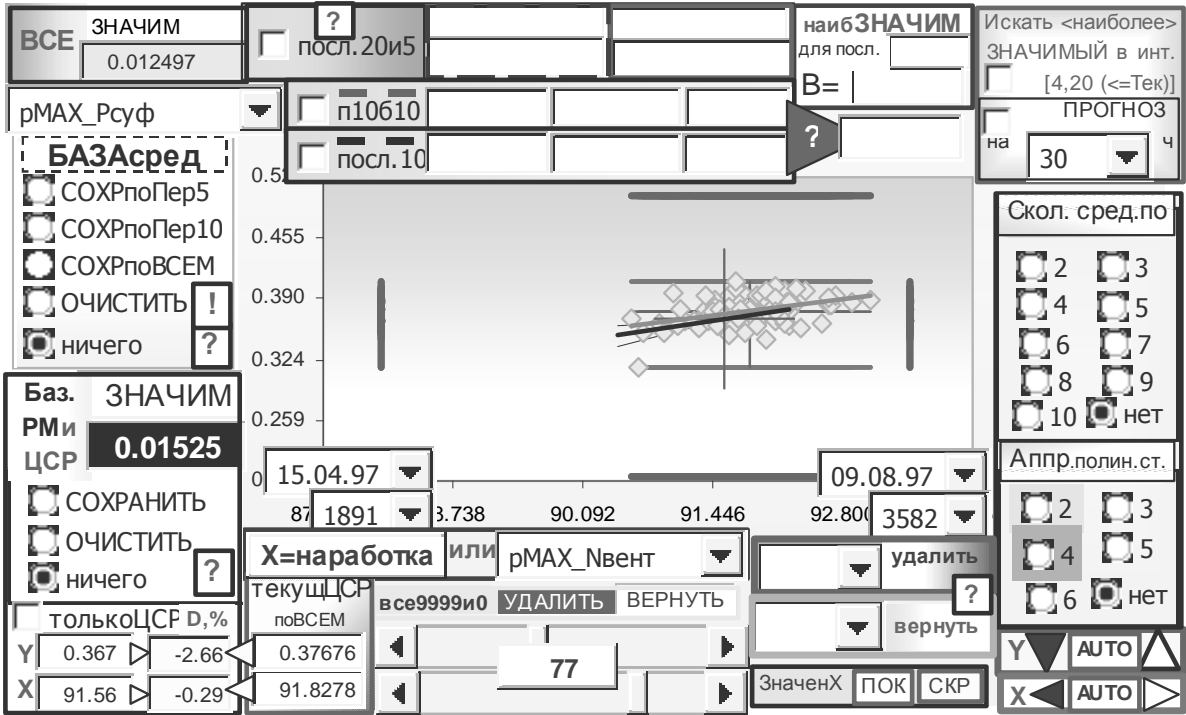 ВСЕ ЗНАЧИМ
0.012497
? посл.20и5
наибЗНАЧИМ
для посл.
В=
Искать <наиболее>
ЗНАЧИМЫЙ в инт.
[4,20 (<=Тек)]
ПРОГНОЗ
на 30 ч
рМАХ_Рсуф
п10б10
посл.10
?
БАЗАсред
СОХРпоПер5
СОХРпоПер10
СОХРпоВСЕМ
ОЧИСТИТЬ !
ничего ?
0.455
0.390
0.324
0.259
Скол. сред.по
2 3
4 5
6 7
8 9
10 нет
Баз. ЗНАЧИМ
РМи
ЦСР 0.01525
СОХРАНИТЬ
ОЧИСТИТЬ
ничего ?
15.04.97 09.08.97
1891 90.092 91.446 3582
Аппр.полин.ст.
2 3
4 5
6 нет
Х=наработка или рМАХ_Nвент
удалить
?
вернуть
текущЦСР
поВСЕМ
все9999и0 УДАЛИТЬ ВЕРНУТЬ
толькоЦСР D,%
Y 0.367 -2.66 0.37676
X 91.56 -0.29 91.8278
77
ЗначенХ ПОК СКР
Y AUTO
X AUTO